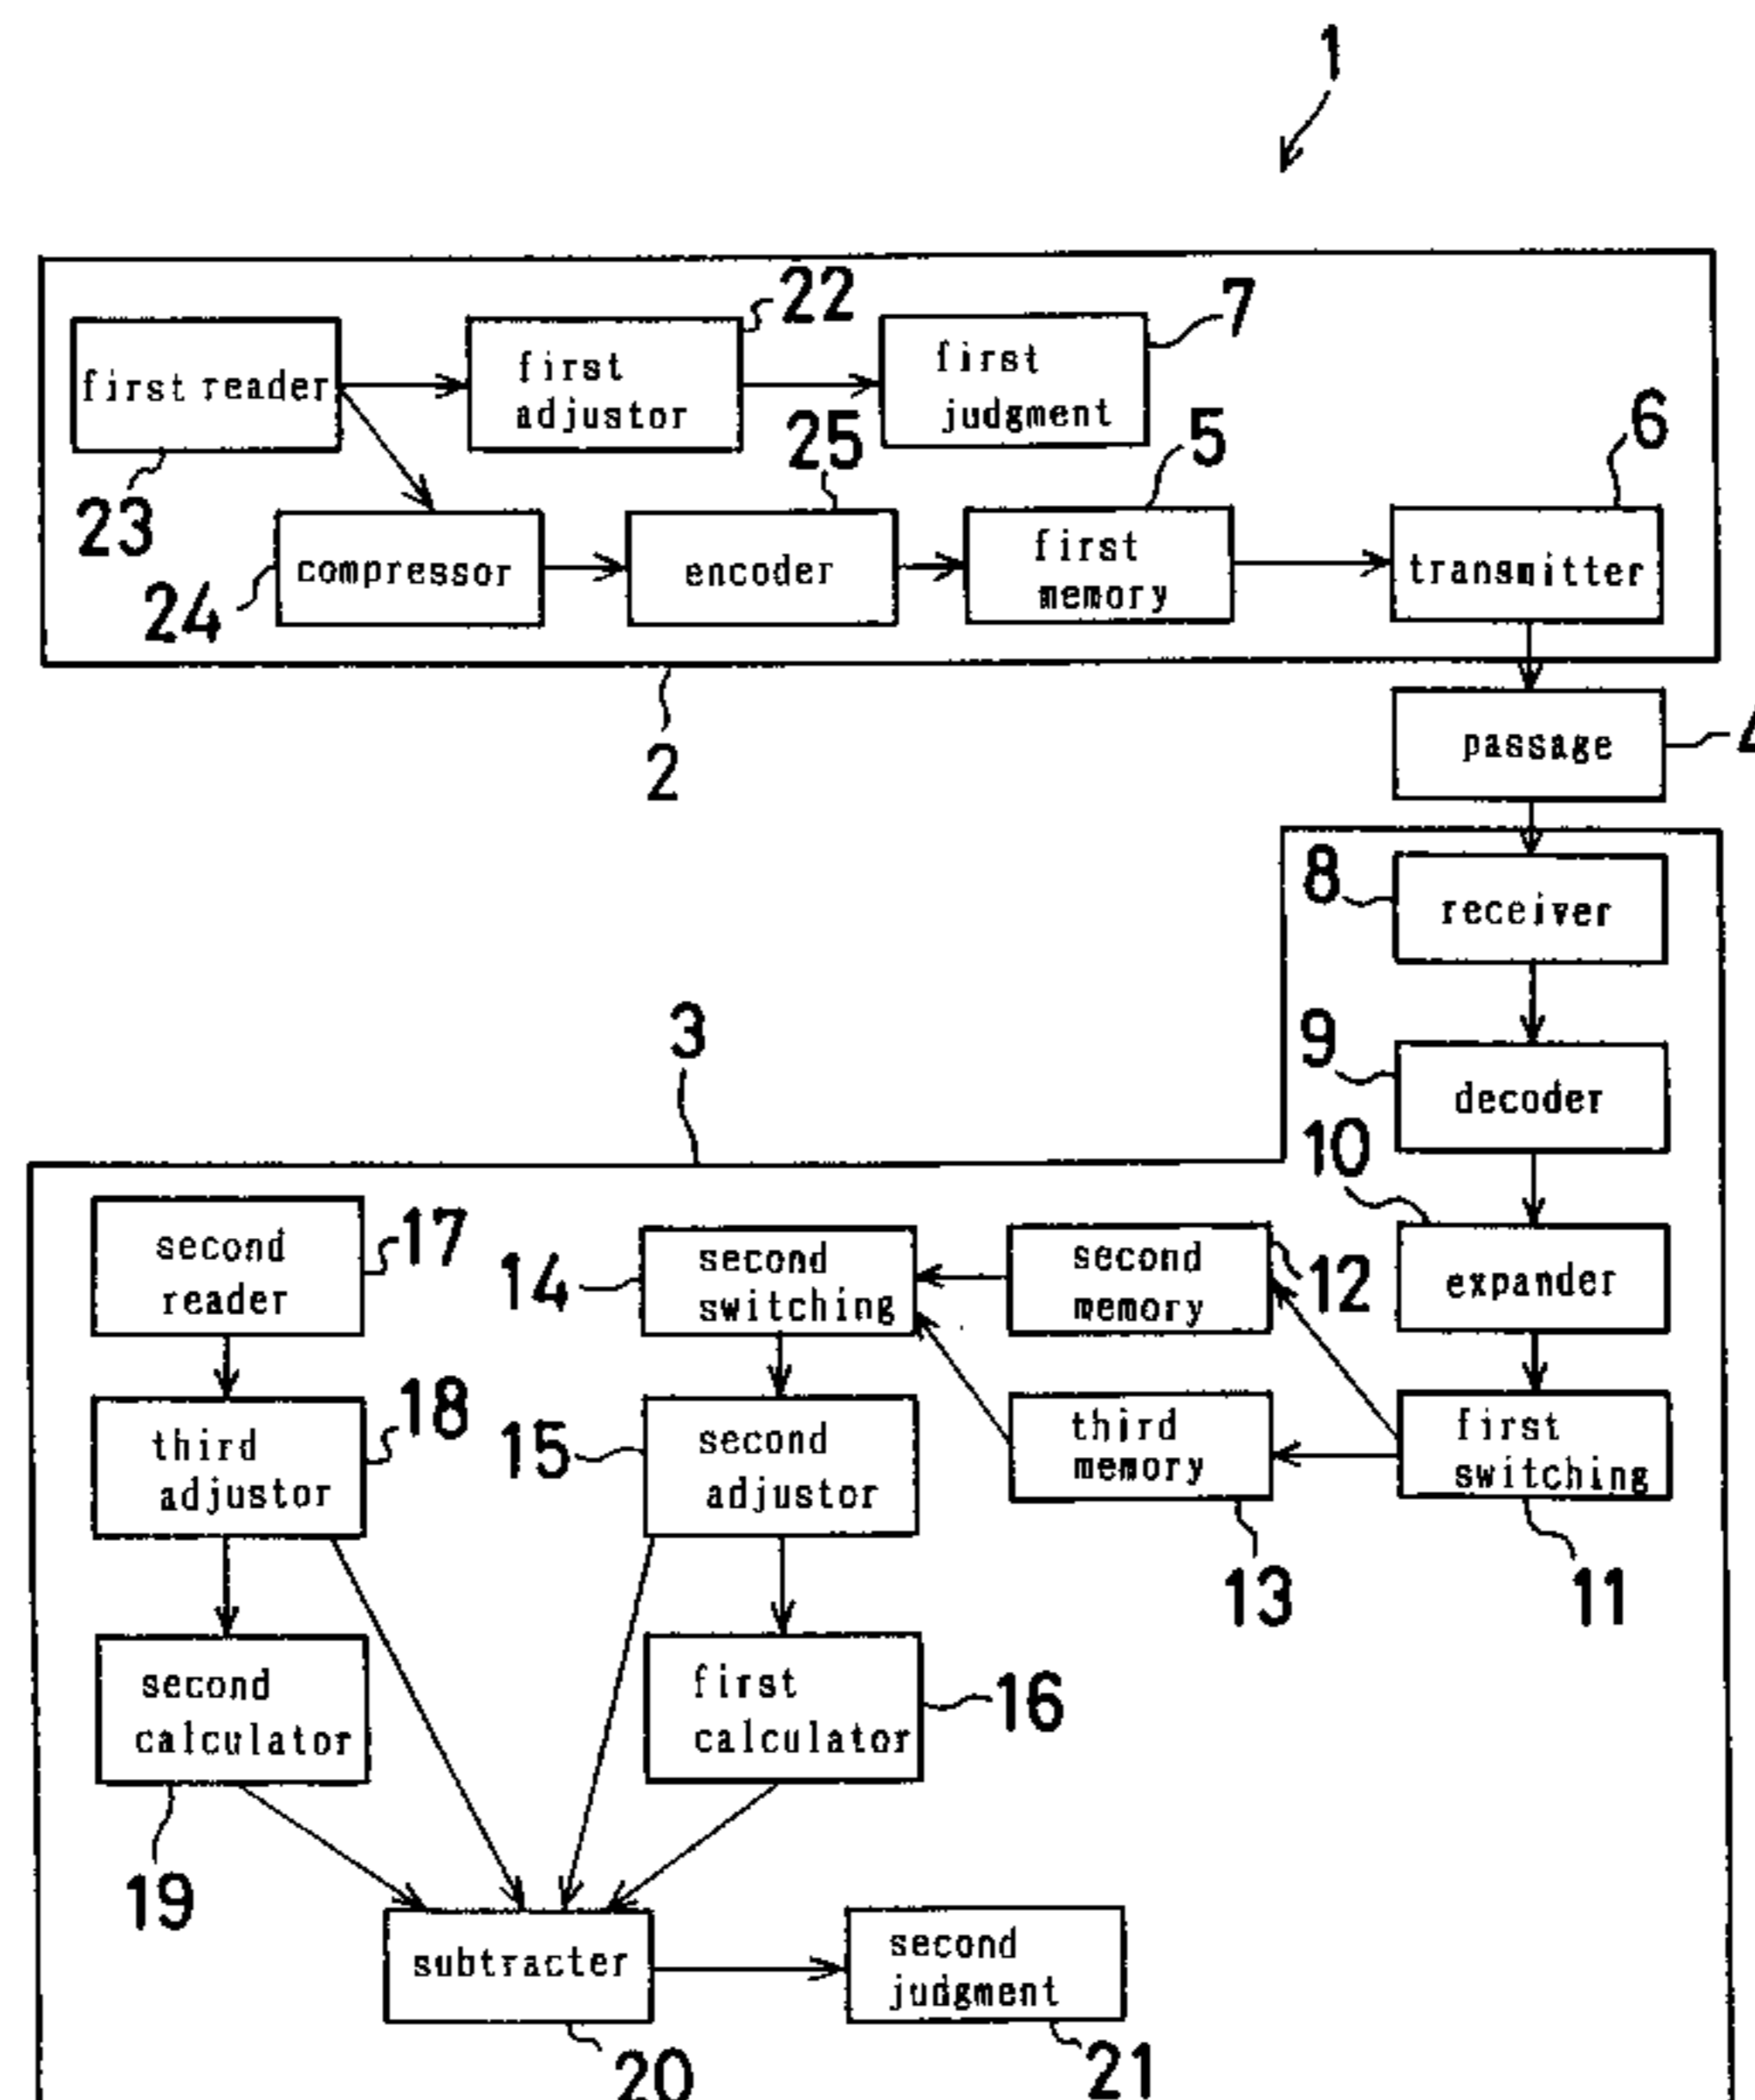 1
22
7
first reader
first
adjustor
first
judgment
25
5
6
23
24
compressor
encoder
first
memory
transmitter
2
passage
4
8
receiver
3
9
decoder
10
second
reader
17
14
second
switching
second
memory
12
expander
third
adjustor
18
15
second
adjustor
third
memory
first
switching
13
11
second
calculator
first
calculator
16
19
subtracter
second
judgment
20
21